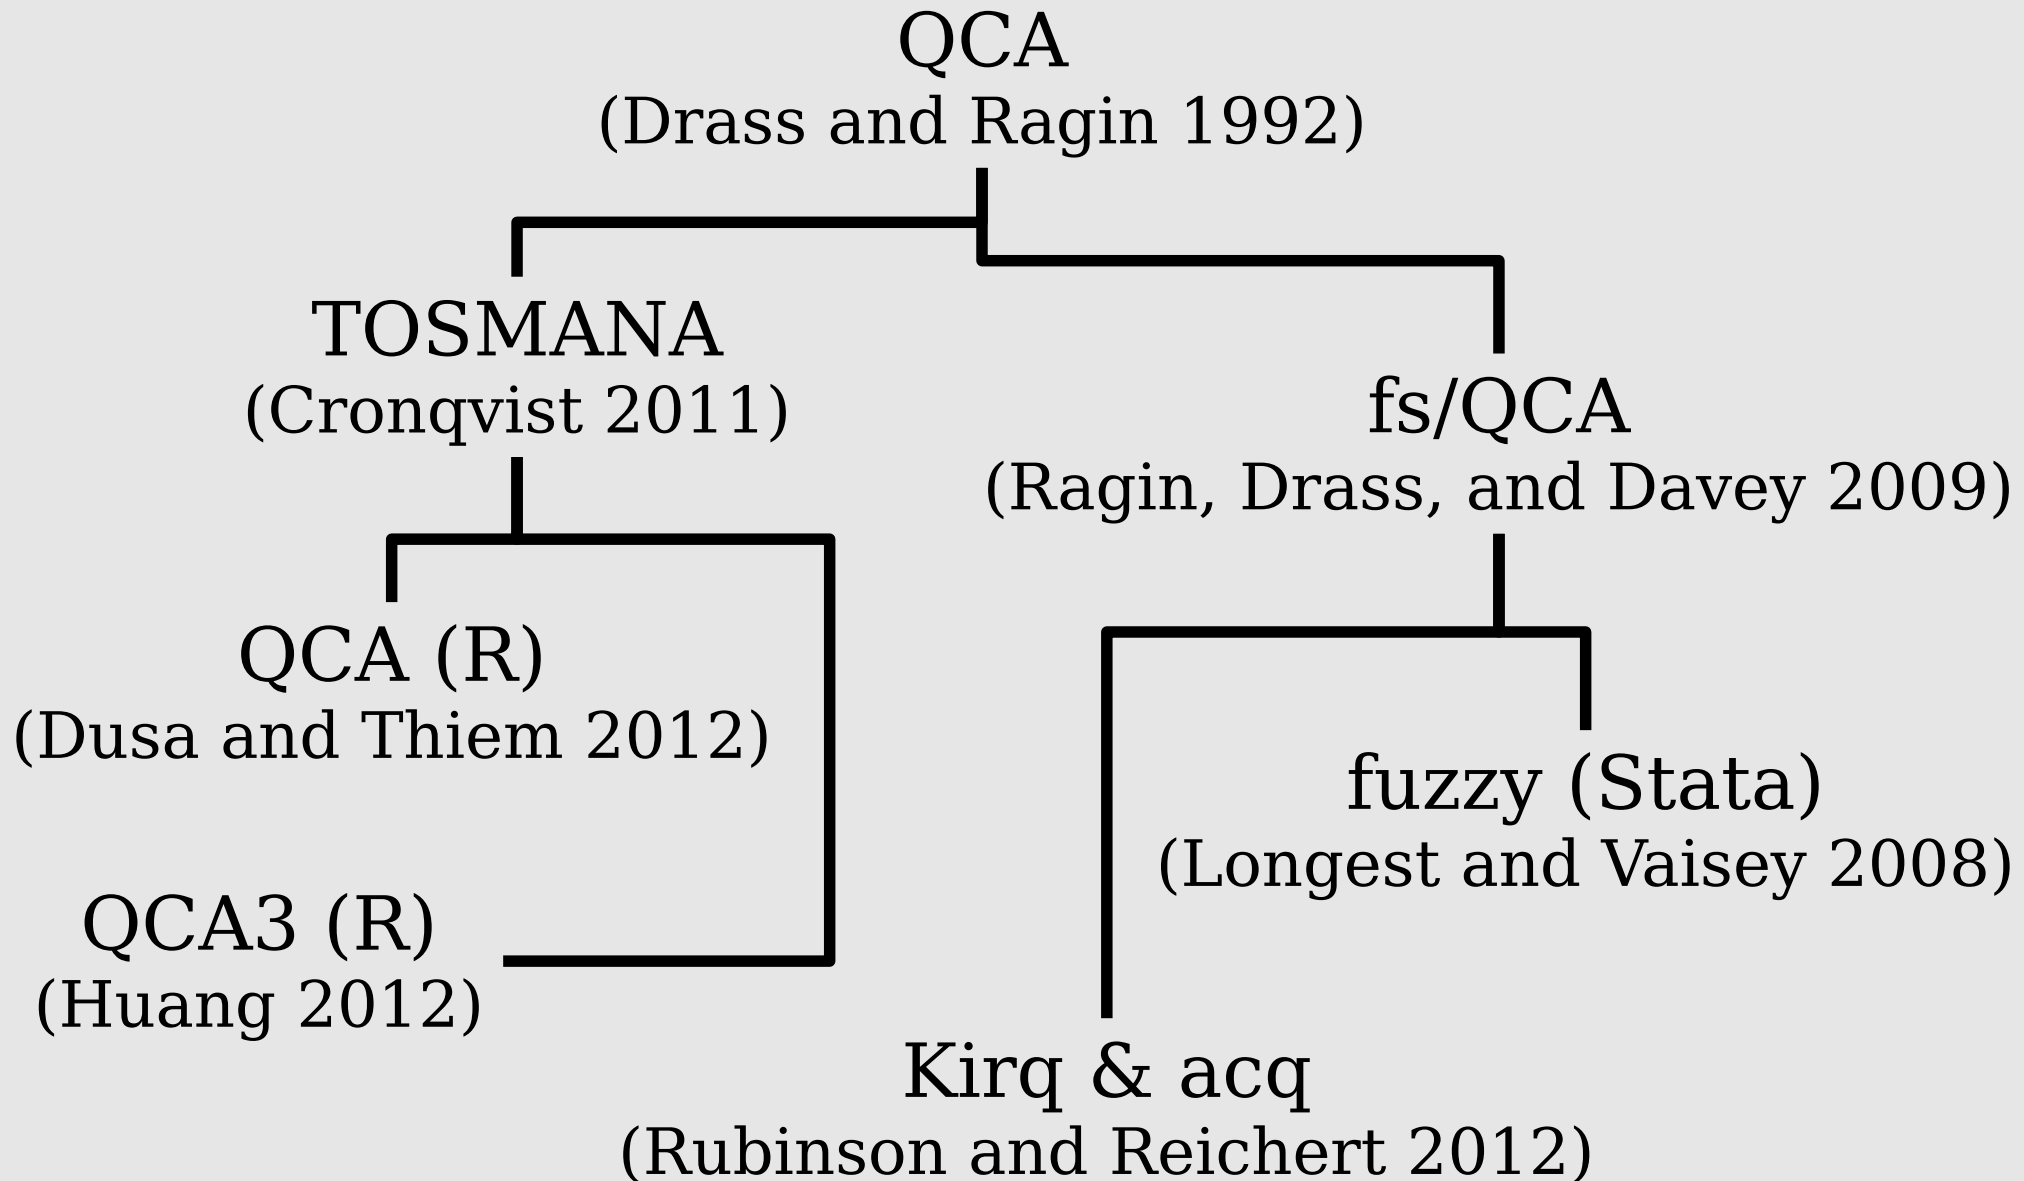 QCA
(Drass and Ragin 1992)
TOSMANA
(Cronqvist 2011)
fs/QCA
(Ragin, Drass, and Davey 2009)
QCA (R)
(Dusa and Thiem 2012)
fuzzy (Stata)
(Longest and Vaisey 2008)
QCA3 (R)
(Huang 2012)
Kirq & acq
(Rubinson and Reichert 2012)